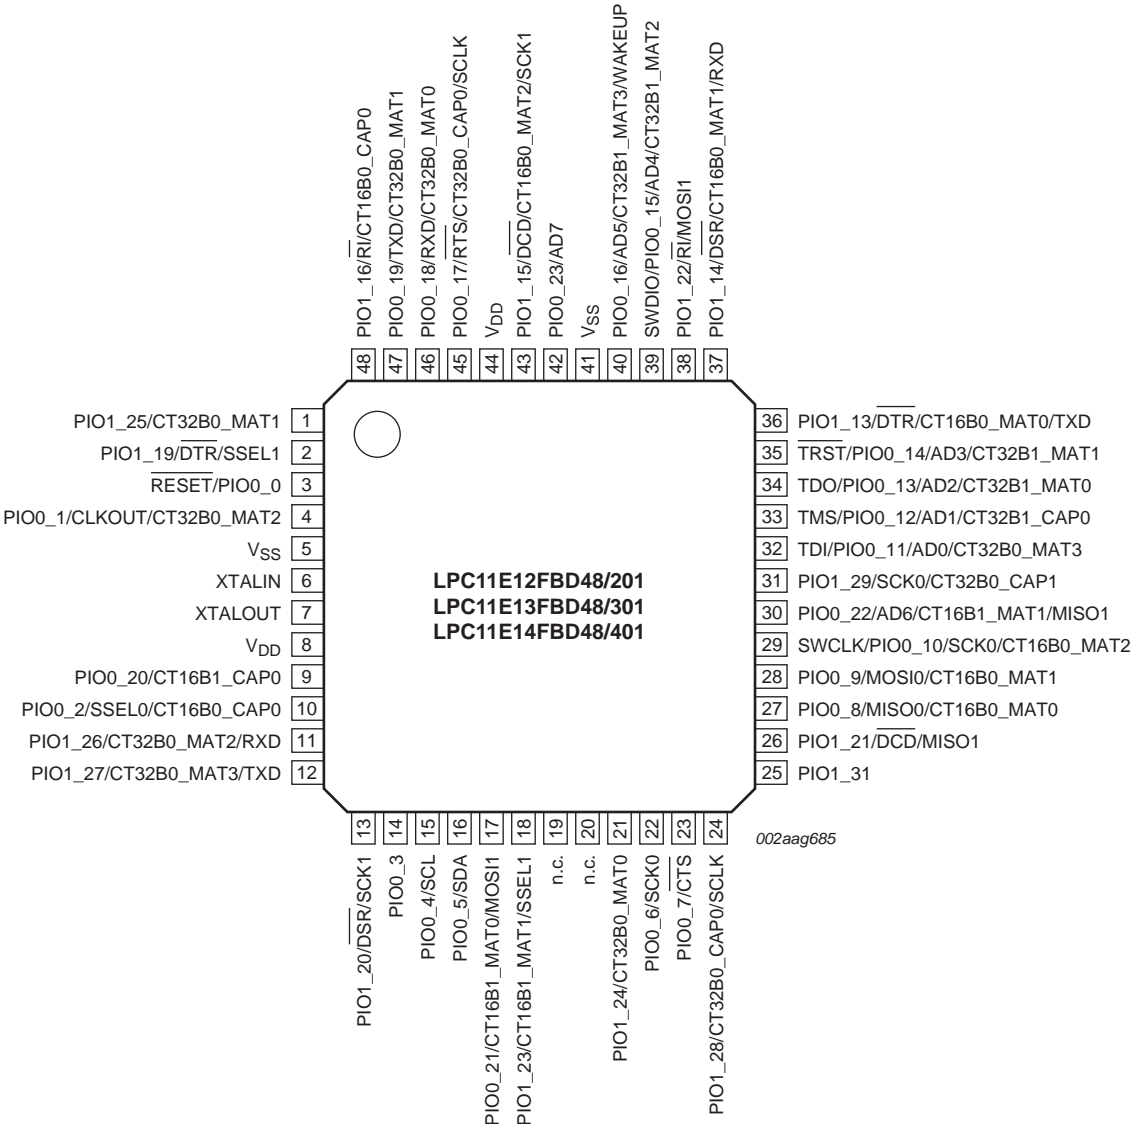 PIO1_16/RI/CT16B0_CAP0
PIO0_19/TXD/CT32B0_MAT1
PIO0_18/RXD/CT32B0_MAT0
PIO0_17/RTS/CT32B0_CAP0/SCLK
VDD
PIO1_15/DCD/CT16B0_MAT2/SCK1
PIO0_23/AD7
VSS
PIO0_16/AD5/CT32B1_MAT3/WAKEUP
SWDIO/PIO0_15/AD4/CT32B1_MAT2
PIO1_22/RI/MOSI1
PIO1_14/DSR/CT16B0_MAT1/RXD
48
47
46
45
44
43
42
41
40
39
38
37
PIO1_25/CT32B0_MAT1 1
PIO1_19/DTR/SSEL1 2
RESET/PIO0_0 3
PIO0_1/CLKOUT/CT32B0_MAT2 4
VSS 5
XTALIN 6
XTALOUT 7
VDD 8
PIO0_20/CT16B1_CAP0 9
PIO0_2/SSEL0/CT16B0_CAP0 10
PIO1_26/CT32B0_MAT2/RXD 11
PIO1_27/CT32B0_MAT3/TXD 12
LPC11E12FBD48/201
LPC11E13FBD48/301
LPC11E14FBD48/401
36 PIO1_13/DTR/CT16B0_MAT0/TXD
35 TRST/PIO0_14/AD3/CT32B1_MAT1
34 TDO/PIO0_13/AD2/CT32B1_MAT0
33 TMS/PIO0_12/AD1/CT32B1_CAP0
32 TDI/PIO0_11/AD0/CT32B0_MAT3
31 PIO1_29/SCK0/CT32B0_CAP1
30 PIO0_22/AD6/CT16B1_MAT1/MISO1
29 SWCLK/PIO0_10/SCK0/CT16B0_MAT2
28 PIO0_9/MOSI0/CT16B0_MAT1
27 PIO0_8/MISO0/CT16B0_MAT0
26 PIO1_21/DCD/MISO1
25 PIO1_31
13
14
15
16
17
18
19
20
21
22
23
24
002aag685
PIO1_20/DSR/SCK1
PIO0_3
PIO0_4/SCL
PIO0_5/SDA
PIO0_21/CT16B1_MAT0/MOSI1
PIO1_23/CT16B1_MAT1/SSEL1
n.c.
n.c.
PIO1_24/CT32B0_MAT0
PIO0_6/SCK0
PIO0_7/CTS
PIO1_28/CT32B0_CAP0/SCLK